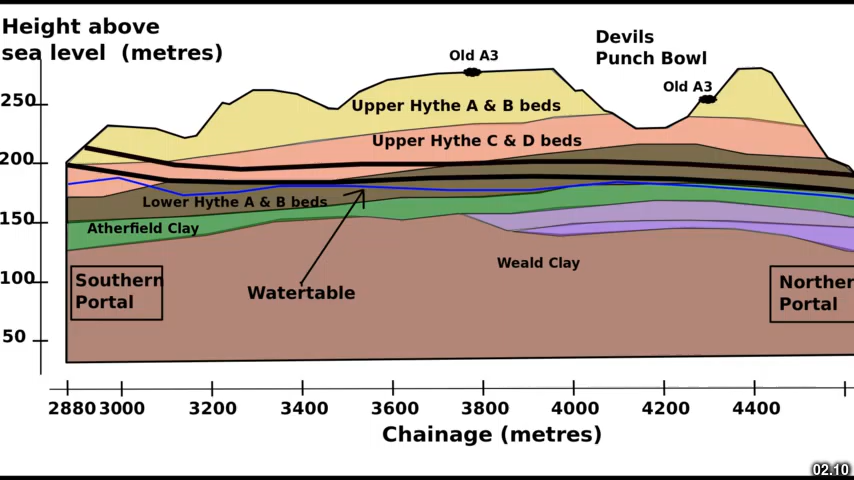 Height above
sea level (metres)
Devils
Punch Bowl
Old A3
Old A3
250
Upper Hythe A & B beds
Upper Hythe C & D beds
200
Lower Hythe A & B beds
150
Atherfield Clay
Weald Clay
Southern
Portal
Watertable
Norther
Portal
100
50
2880 3000 3200 3400 3600 3800 4000 4200 4400
Chainage (metres)
02.10